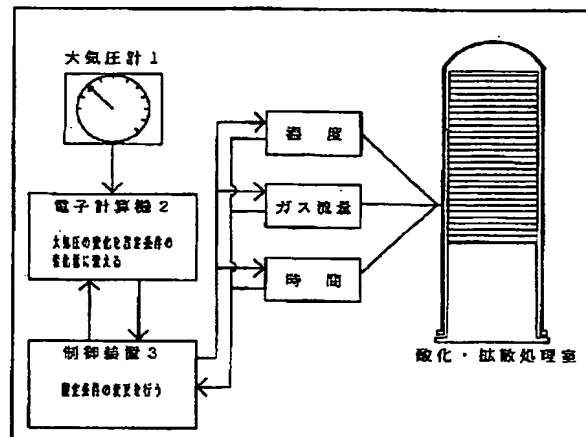 大気圧計1
電子計算機2
大気圧の変化を設定条件の
変化量に変える
制御装置3
設定条件の変更を行う
温度
ガス流量
時間
酸化・拡散処理室